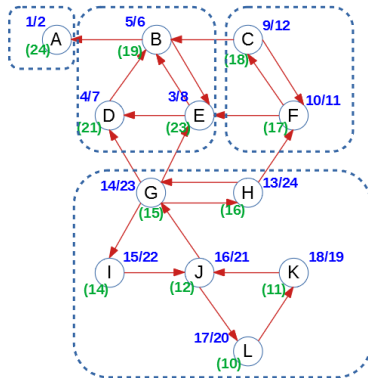 1/2 5/6 9/12
A B C
(24) (19) (18)
4/7 3/8 10/11
D E F
(21) (23) (17)
14/23 13/24
G H
(15) (16)
15/22 16/21 18/19
I J K
(14) (12) (11)
17/20
L
(10)